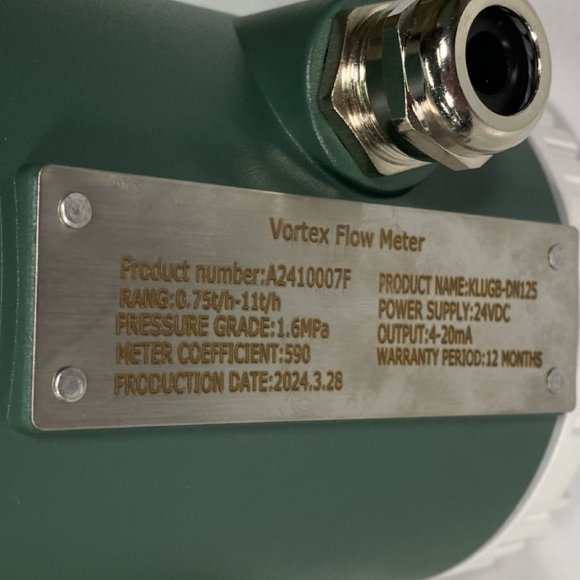 Vortex Flow Meter
Product number:A2410007F
RANG:0.75t/h-11t/h
PRESSURE GRADE:1.6MPa
METER COEFFICIENT:590
PRODUCTION DATE:2024.3.28
PRODUCT NAME:KLUGB-DN125
POWER SUPPLY:24VDC
OUTPUT:4-20mA
WARRANTY PERIOD:12 MONTHS